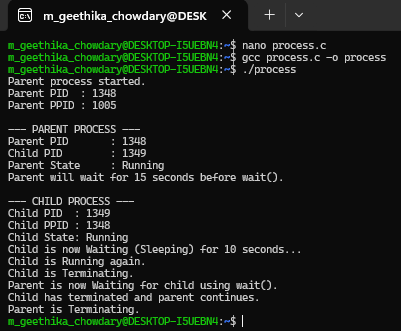 m_geethika_chowdary@DESK
m_geethika_chowdary@DESKTOP-I5UEBN4:~$ nano process.c
m_geethika_chowdary@DESKTOP-I5UEBN4:~$ gcc process.c -o process
m_geethika_chowdary@DESKTOP-I5UEBN4:~$ ./process
Parent process started.
Parent PID  : 1348
Parent PPID : 1005

--- PARENT PROCESS ---
Parent PID       : 1348
Child PID        : 1349
Parent State     : Running
Parent will wait for 15 seconds before wait().

--- CHILD PROCESS ---
Child PID  : 1349
Child PPID : 1348
Child State: Running
Child is now Waiting (Sleeping) for 10 seconds...
Child is Running again.
Child is Terminating.
Parent is now Waiting for child using wait().
Child has terminated and parent continues.
Parent is Terminating.
m_geethika_chowdary@DESKTOP-I5UEBN4:~$